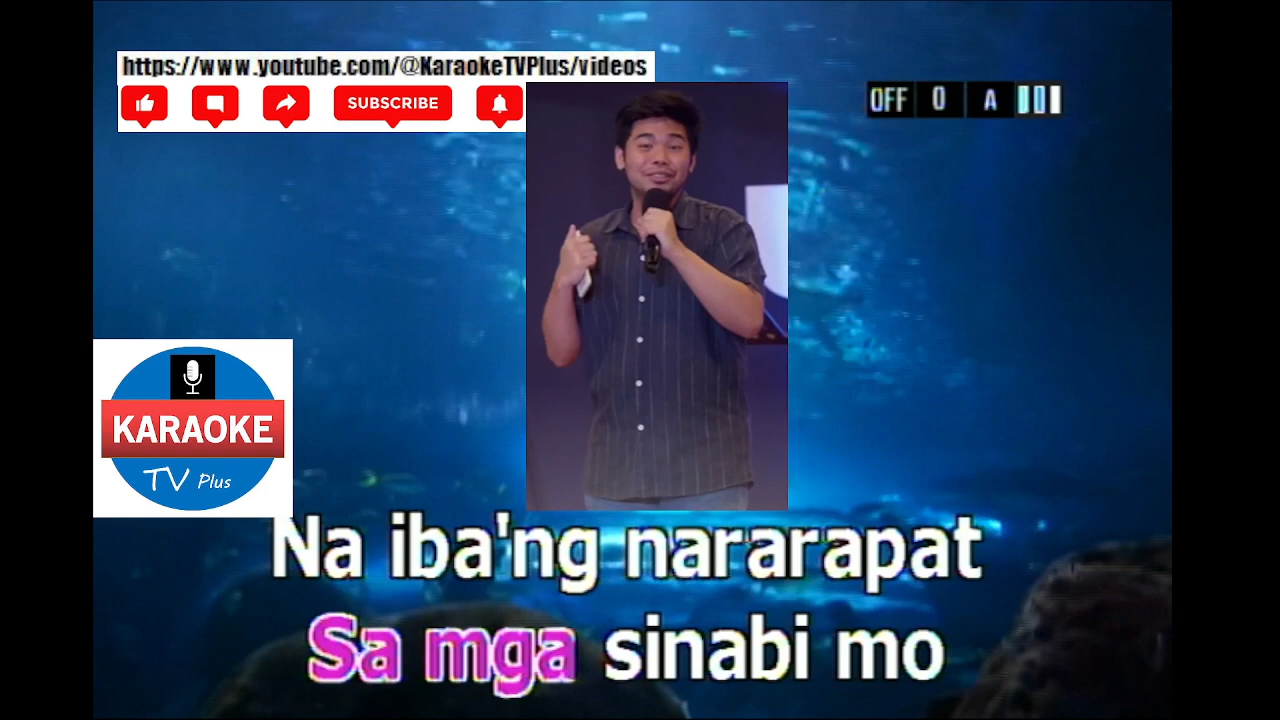 https://www.youtube.com/@KaraokeTVPlus/videos
SUBSCRIBE
OFF 0 A
KARAOKE
TV Plus
Na iba'ng nararapat
Sa mga sinabi mo